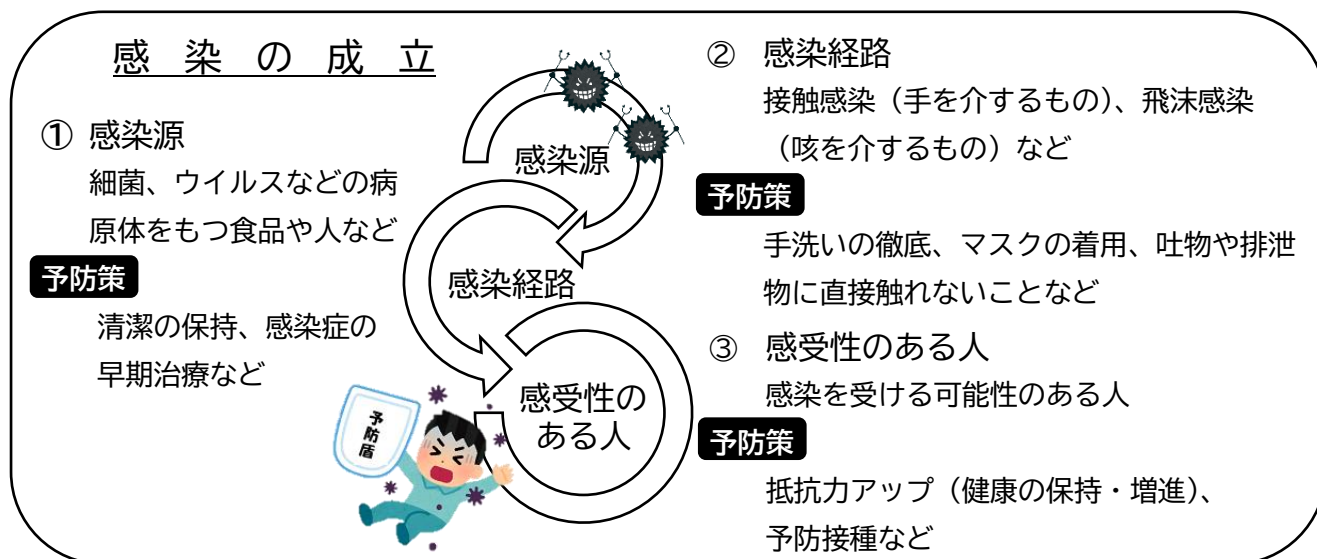 感 染 の 成 立
① 感染源
細菌、ウイルスなどの病
原体をもつ食品や人など
予防策
清潔の保持、感染症の
早期治療など
感染源
感染経路
感受性の
ある人
予防盾
② 感染経路
接触感染（手を介するもの）、飛沫感染
（咳を介するもの）など
予防策
手洗いの徹底、マスクの着用、吐物や排泄
物に直接触れないことなど
③ 感受性のある人
感染を受ける可能性のある人
予防策
抵抗力アップ（健康の保持・増進）、
予防接種など